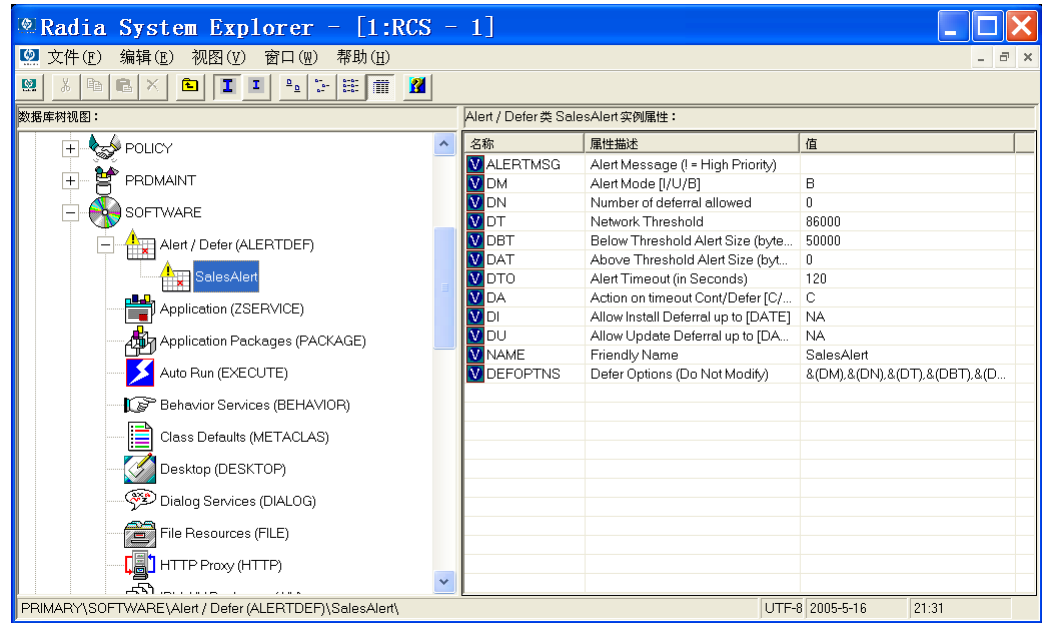 Radia System Explorer - [1:RCS - 1]
文件(F) 编辑(E) 视图(V) 窗口(W) 帮助(H)
数据库树视图：
POLICY
PRDMAINT
SOFTWARE
Alert / Defer (ALERTDEF)
SalesAlert
Application (ZSERVICE)
Application Packages (PACKAGE)
Auto Run (EXECUTE)
Behavior Services (BEHAVIOR)
Class Defaults (METACLAS)
Desktop (DESKTOP)
Dialog Services (DIALOG)
File Resources (FILE)
HTTP Proxy (HTTP)
Alert / Defer 类 SalesAlert 实例属性：
名称 属性描述 值
ALERTMSG Alert Message (! = High Priority)
DM Alert Mode [I/U/B] B
DN Number of deferral allowed 0
DT Network Threshold 86000
DBT Below Threshold Alert Size (byte... 50000
DAT Above Threshold Alert Size (byt... 0
DTO Alert Timeout (in Seconds) 120
DA Action on timeout Cont/Defer [C/... C
DI Allow Install Deferral up to [DATE] NA
DU Allow Update Deferral up to [DA... NA
NAME Friendly Name SalesAlert
DEFOPTNS Defer Options (Do Not Modify) &(DM),&(DN),&(DT),&(DBT),&(D...
PRIMARY\SOFTWARE\Alert / Defer (ALERTDEF)\SalesAlert\ UTF-8 2005-5-16 21:31